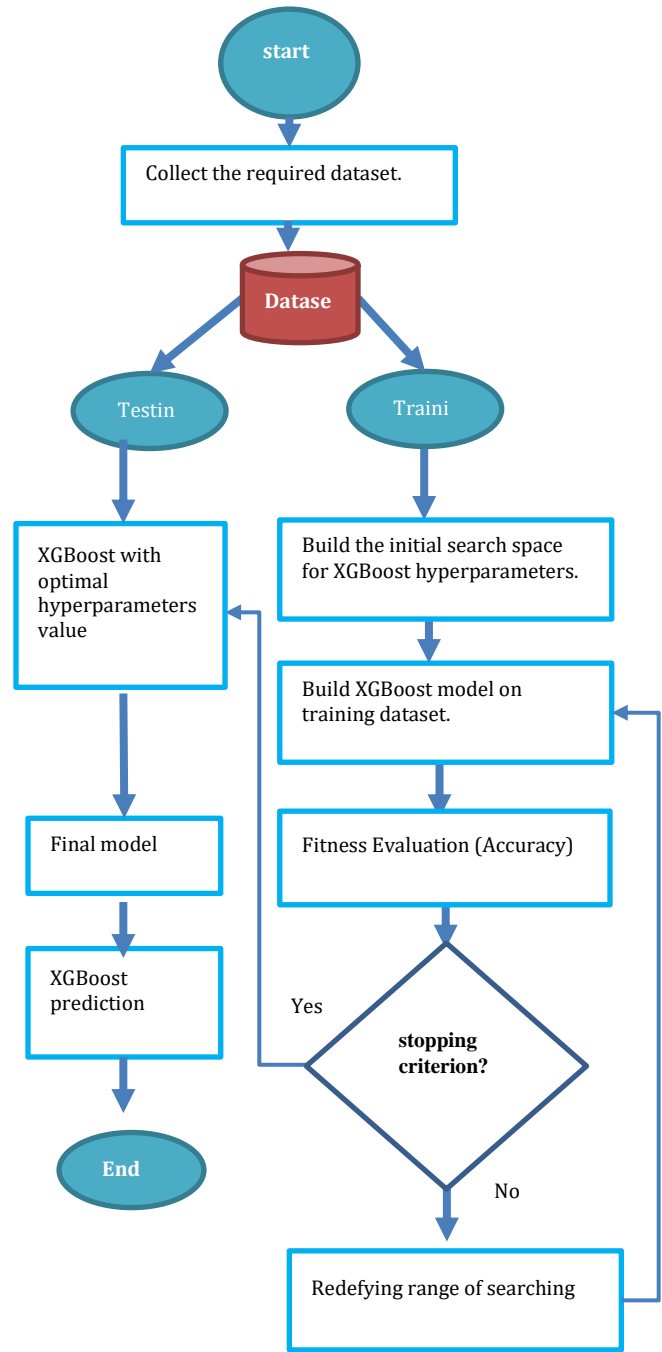 start
Collect the required dataset.
Datase
Testin
Traini
XGBoost with
optimal
hyperparameters
value
Build the initial search space
for XGBoost hyperparameters.
Build XGBoost model on
training dataset.
Final model
Fitness Evaluation (Accuracy)
XGBoost
prediction
Yes
stopping
criterion?
End
No
Redefying range of searching